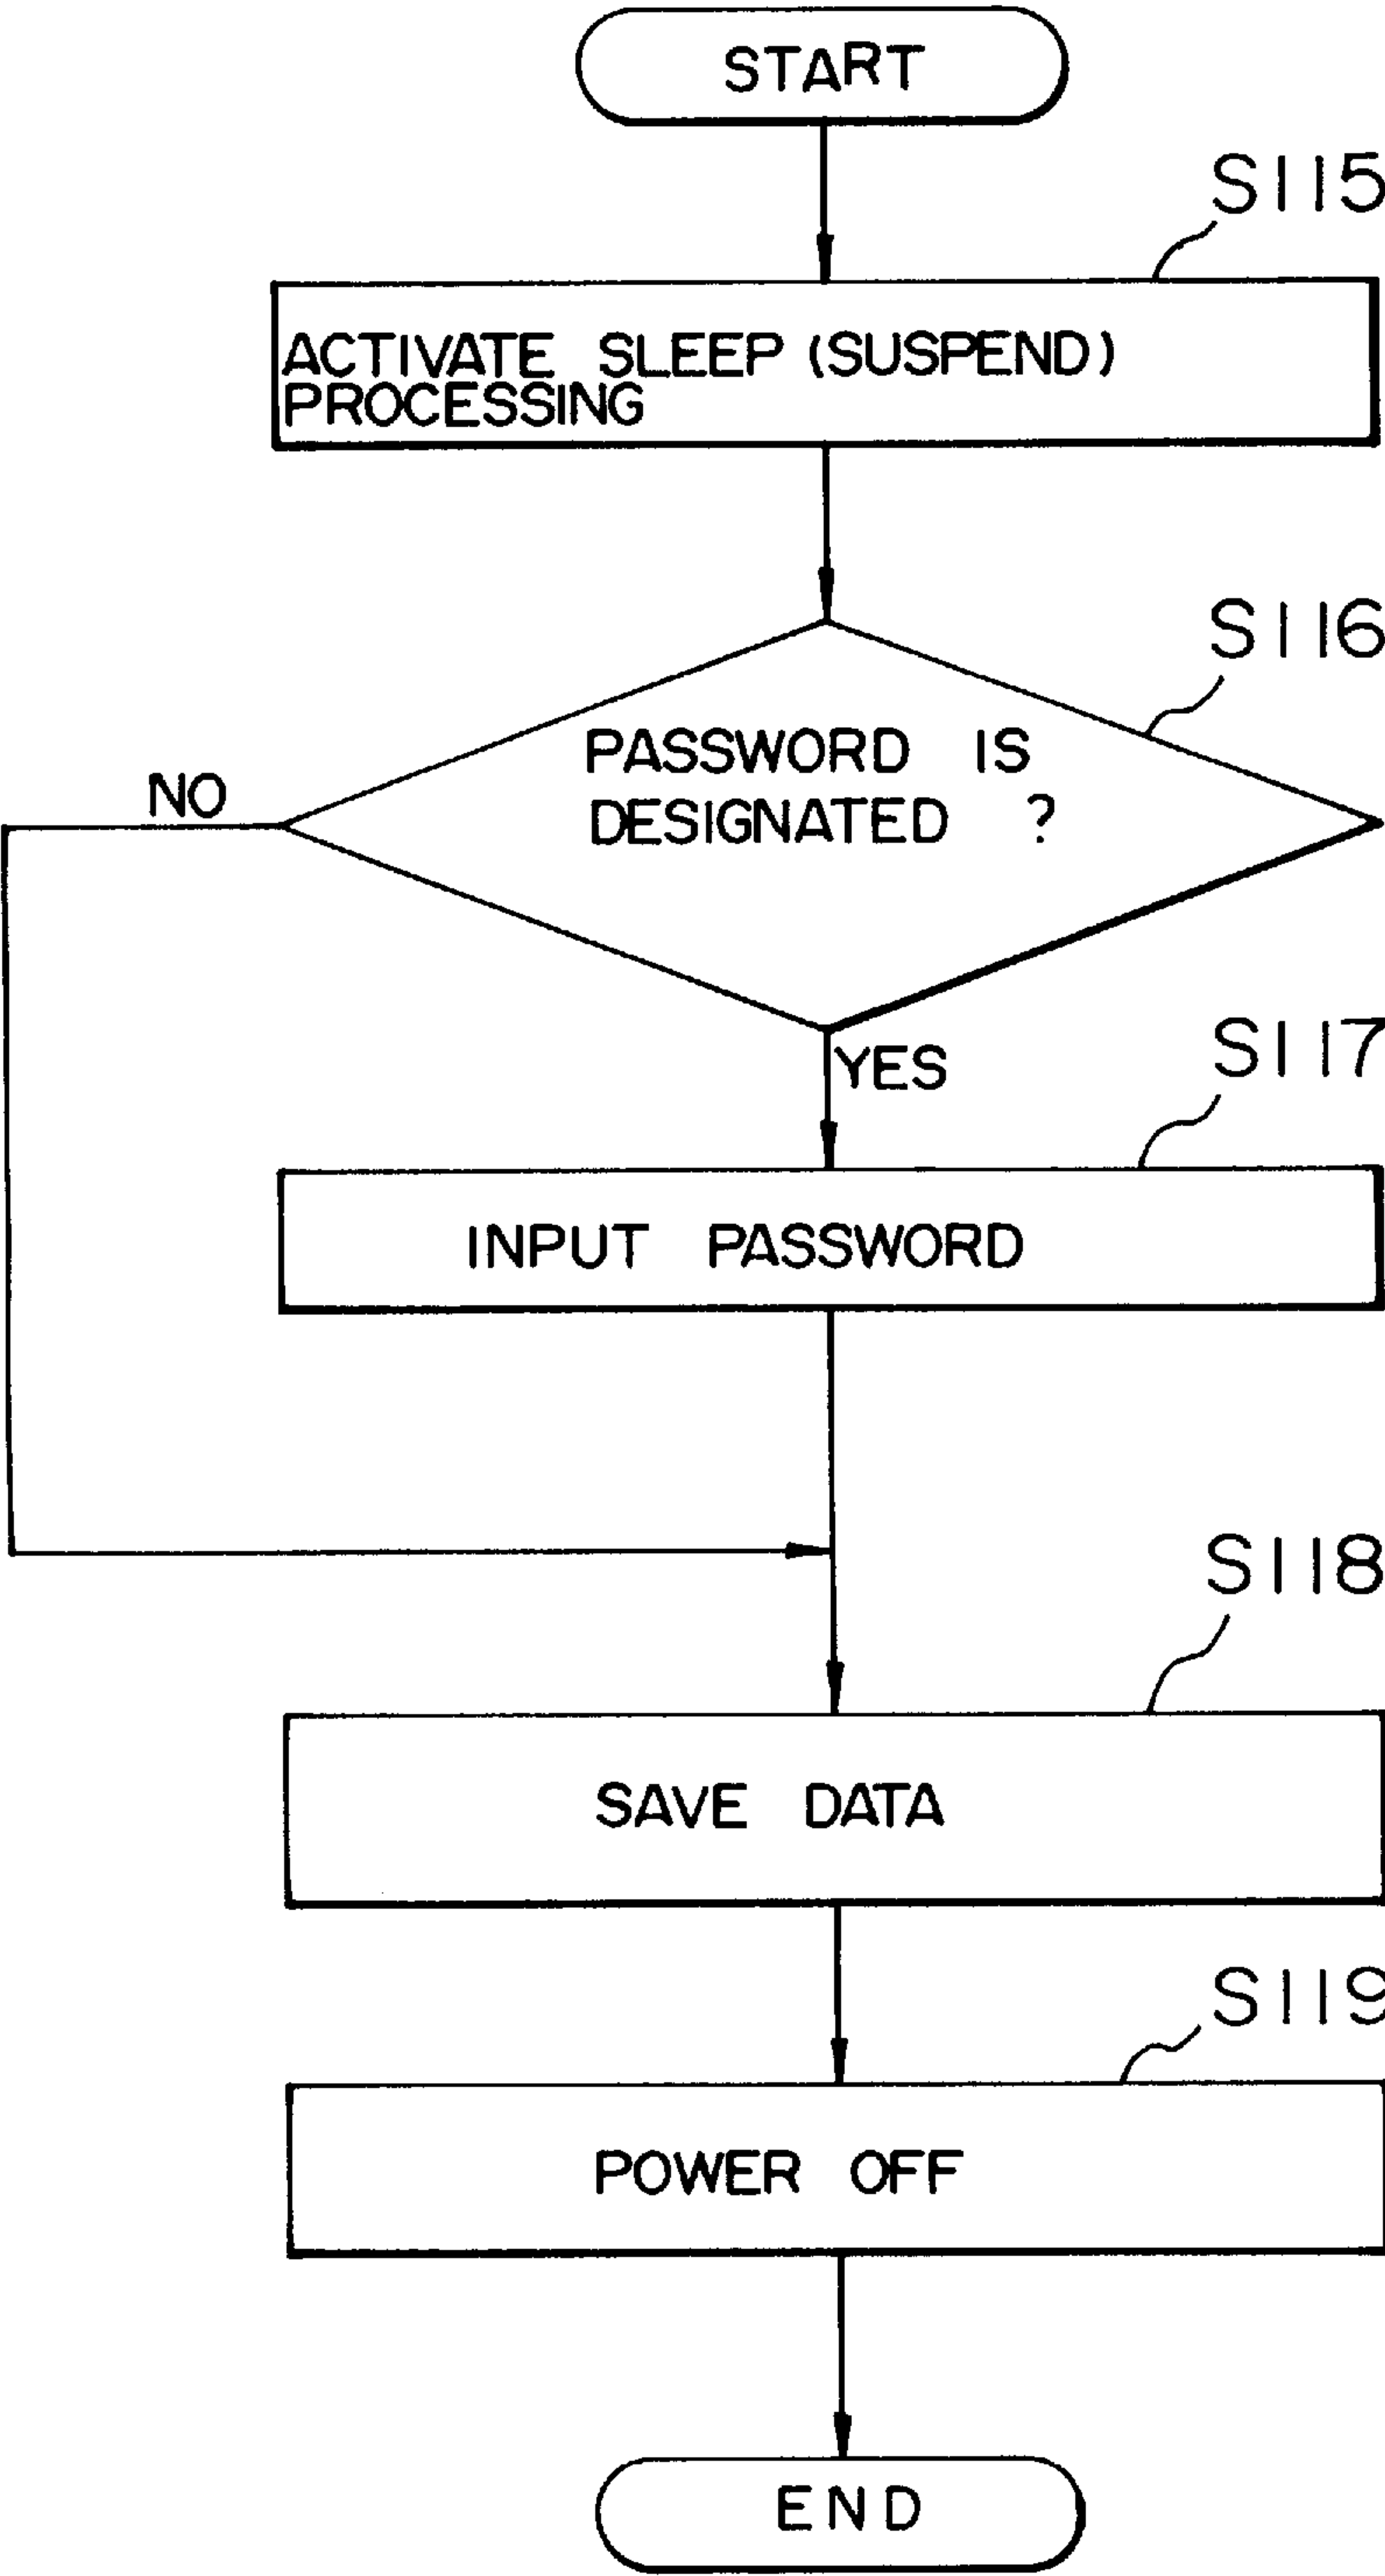 START
S115
ACTIVATE SLEEP (SUSPEND)
PROCESSING
S116
PASSWORD IS
DESIGNATED ?
NO
YES
S117
INPUT PASSWORD
S118
SAVE DATA
S119
POWER OFF
END